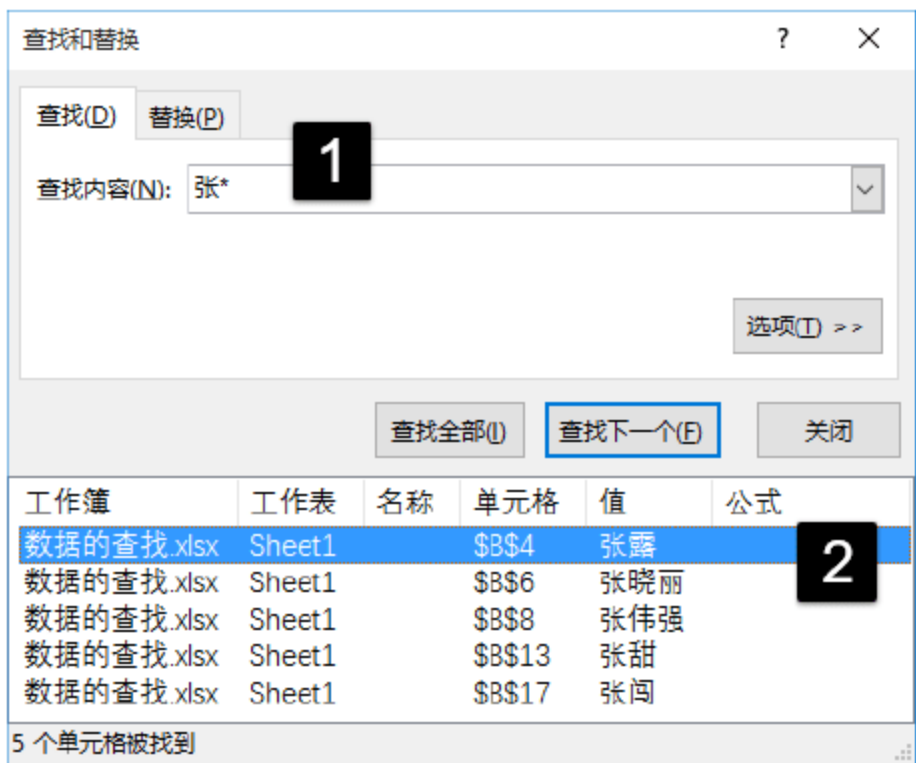 查找和替换 ?
查找(D) 替换(P)
1
查找内容(N): 张*
选项(T) >>
查找全部(I) 查找下一个(F) 关闭
工作簿 工作表 名称 单元格 值 公式
数据的查找.xlsx Sheet1 $B$4 张露
2
数据的查找.xlsx Sheet1 $B$6 张晓丽
数据的查找.xlsx Sheet1 $B$8 张伟强
数据的查找.xlsx Sheet1 $B$13 张甜
数据的查找.xlsx Sheet1 $B$17 张闯
5 个单元格被找到